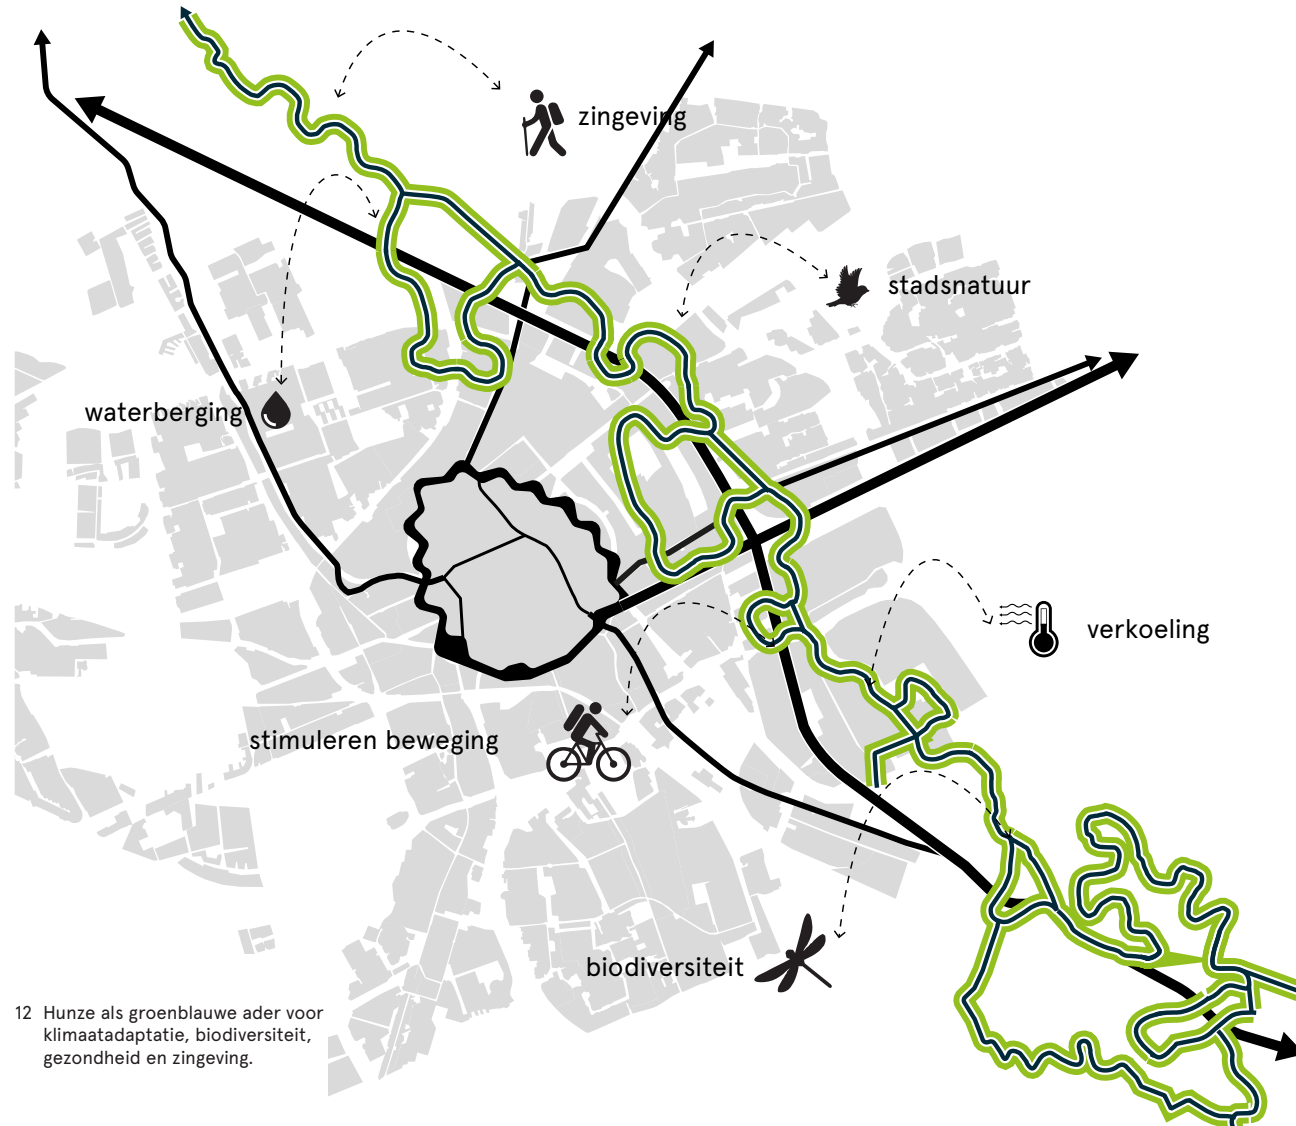 zingeving
stadsnatuur
waterberging
verkoeling
stimuleren beweging
biodiversiteit
12 Hunze als groenblauwe ader voor
klimaatadaptatie, biodiversiteit,
gezondheid en zingeving.